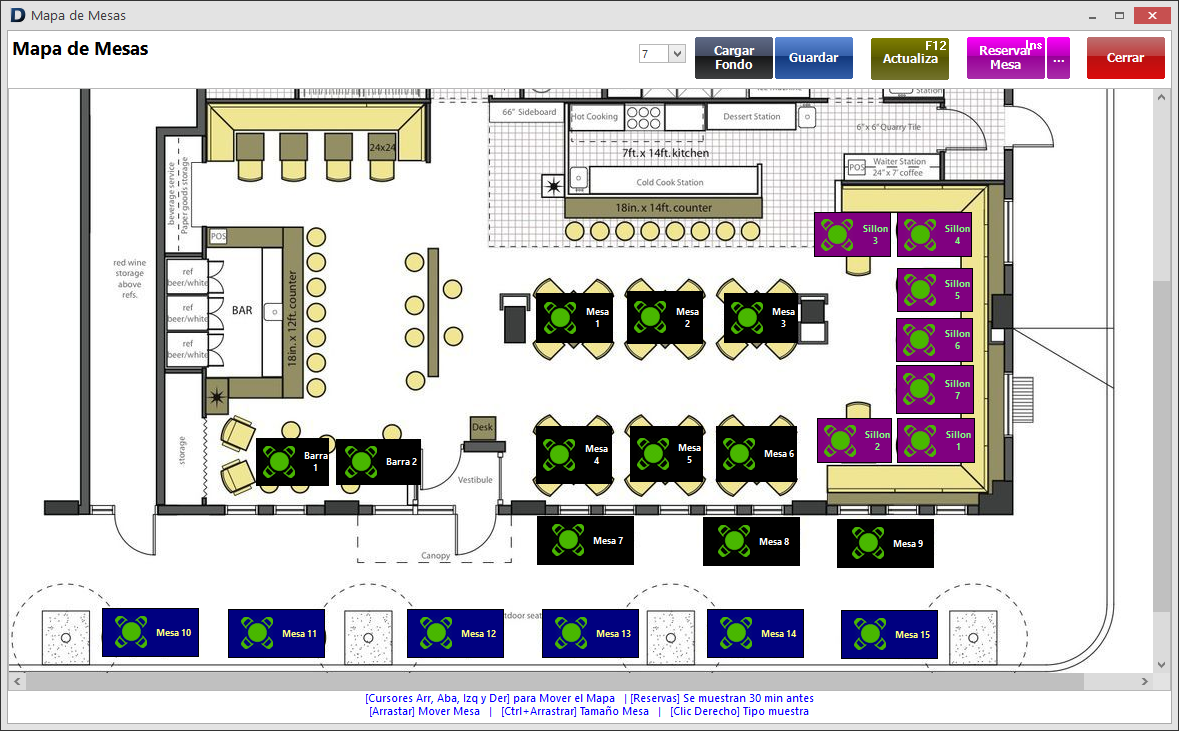 Mapa de Mesas
Mapa de Mesas
7
Cargar
Fondo
Guardar
F12
Actualiza
Ins
Reservar
Mesa
...
Cerrar
66" Sideboard
Hot Cooking
Dessert Station
Station
6" x 6" Quarry Tile
24x24
7ft. x 14ft. kitchen
Cold Cook Station
18in. x 14ft. counter
POS
Waiter Station
24" x 7' coffee
beverage service
Paper goods storage
POS
red wine
storage
above
refs.
ref
beer/white
ref
beer/white
ref
beer/white
BAR
18in. x 12ft. counter
Sillon
3
Sillon
4
Sillon
5
Sillon
6
Sillon
7
Sillon
2
Sillon
1
Mesa
1
Mesa
2
Mesa
3
storage
Desk
Barra
1
Barra 2
Vestibule
Mesa
4
Mesa
5
Mesa 6
Canopy
Mesa 7
Mesa 8
Mesa 9
Mesa 10
Mesa 11
Mesa 12
Mesa 13
Mesa 14
Mesa 15
[Cursores Arr, Aba, Izq y Der] para Mover el Mapa | [Reservas] Se muestran 30 min antes
[Arrastar] Mover Mesa | [Ctrl+Arrastrar] Tamaño Mesa | [Clic Derecho] Tipo muestra